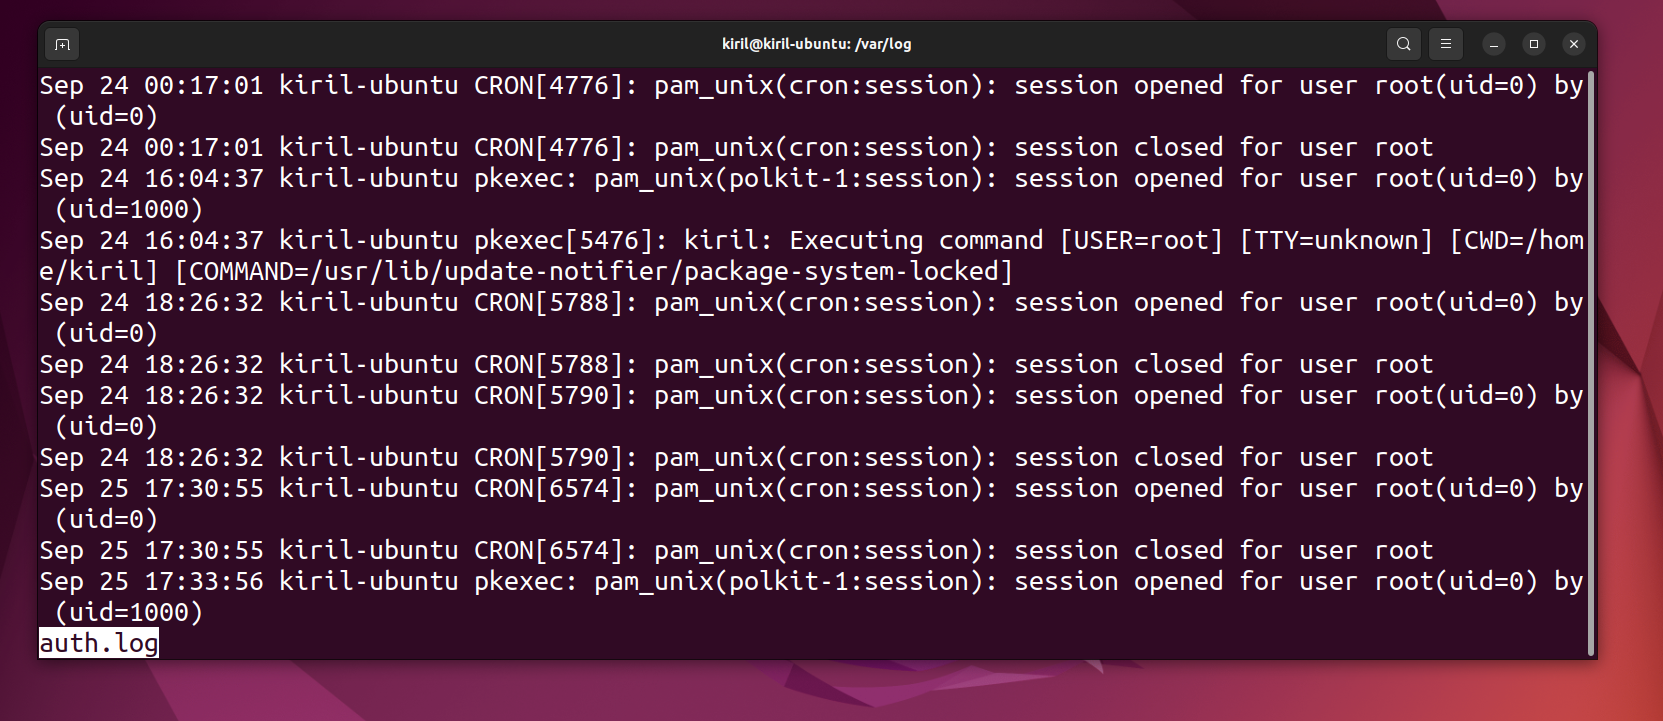 kiril@kiril-ubuntu: /var/log
Sep 24 00:17:01 kiril-ubuntu CRON[4776]: pam_unix(cron:session): session opened for user root(uid=0) by
(uid=0)
Sep 24 00:17:01 kiril-ubuntu CRON[4776]: pam_unix(cron:session): session closed for user root
Sep 24 16:04:37 kiril-ubuntu pkexec: pam_unix(polkit-1:session): session opened for user root(uid=0) by
(uid=1000)
Sep 24 16:04:37 kiril-ubuntu pkexec[5476]: kiril: Executing command [USER=root] [TTY=unknown] [CWD=/hom
e/kiril] [COMMAND=/usr/lib/update-notifier/package-system-locked]
Sep 24 18:26:32 kiril-ubuntu CRON[5788]: pam_unix(cron:session): session opened for user root(uid=0) by
(uid=0)
Sep 24 18:26:32 kiril-ubuntu CRON[5788]: pam_unix(cron:session): session closed for user root
Sep 24 18:26:32 kiril-ubuntu CRON[5790]: pam_unix(cron:session): session opened for user root(uid=0) by
(uid=0)
Sep 24 18:26:32 kiril-ubuntu CRON[5790]: pam_unix(cron:session): session closed for user root
Sep 25 17:30:55 kiril-ubuntu CRON[6574]: pam_unix(cron:session): session opened for user root(uid=0) by
(uid=0)
Sep 25 17:30:55 kiril-ubuntu CRON[6574]: pam_unix(cron:session): session closed for user root
Sep 25 17:33:56 kiril-ubuntu pkexec: pam_unix(polkit-1:session): session opened for user root(uid=0) by
(uid=1000)
auth.log